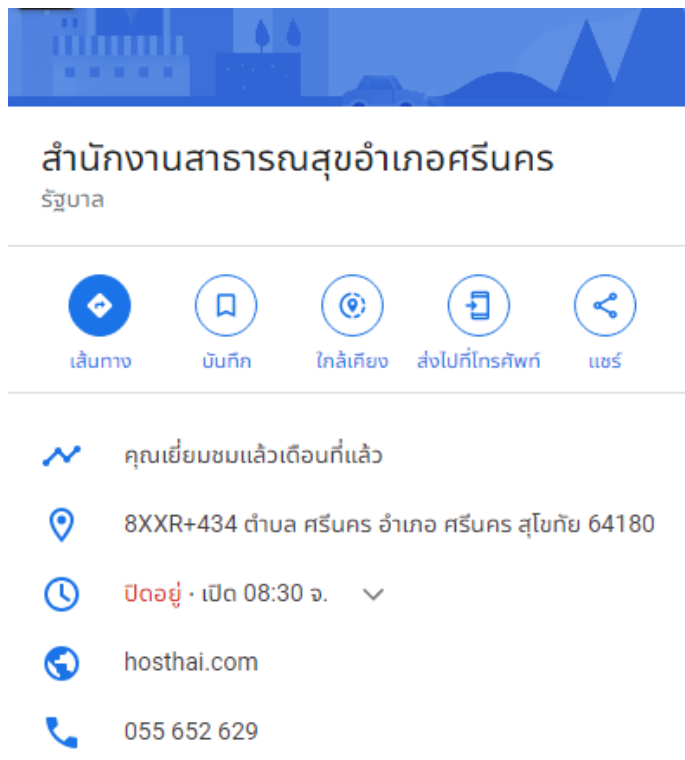 สำนักงานสาธารณสุขอำเภอศรีนคร
รัฐบาล
เส้นทาง บันทึก ใกล้เคียง ส่งไปที่โทรศัพท์ แชร์
คุณเยี่ยมชมแล้วเดือนที่แล้ว
8XXR+434 ตำบล ศรีนคร อำเภอ ศรีนคร สุโขทัย 64180
ปิดอยู่ · เปิด 08:30 จ.
hosthai.com
055 652 629